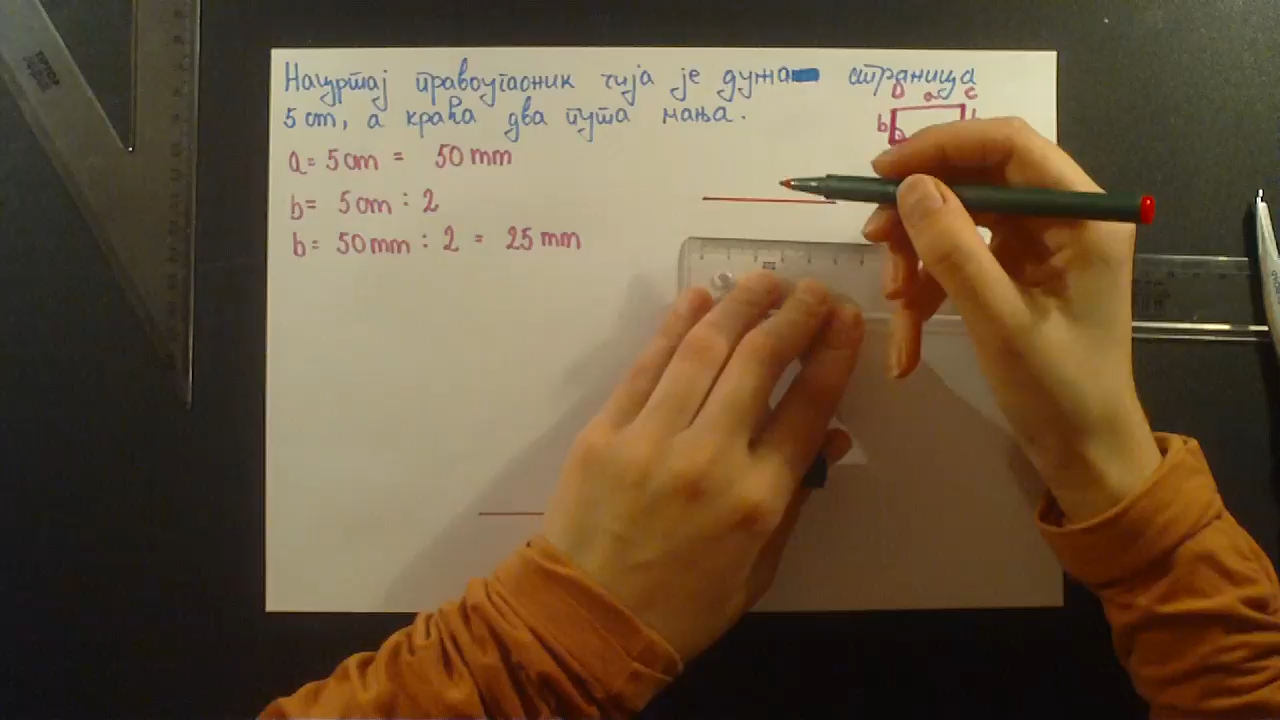 Нацртај правоугаоник чија је дужа страница
5 cm, а краћа два пута мања.
D a C
b b
a = 5 cm = 50 mm
b = 5 cm : 2
b = 50 mm : 2 = 25 mm